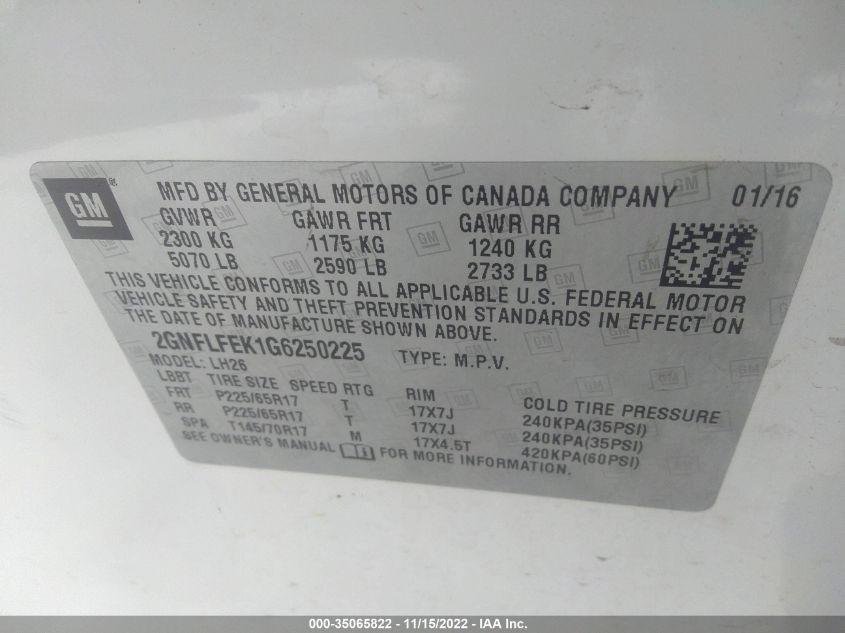 GM ®
MFD BY GENERAL MOTORS OF CANADA COMPANY 01/16
GVWR GAWR FRT GAWR RR
2300 KG 1175 KG 1240 KG
5070 LB 2590 LB 2733 LB
THIS VEHICLE CONFORMS TO ALL APPLICABLE U.S. FEDERAL MOTOR
VEHICLE SAFETY AND THEFT PREVENTION STANDARDS IN EFFECT ON
THE DATE OF MANUFACTURE SHOWN ABOVE.
2GNFLFEK1G6250225 TYPE: M.P.V.
MODEL: LH26
LBBT TIRE SIZE SPEED RTG RIM COLD TIRE PRESSURE
FRT P225/65R17 T 17X7J 240KPA(35PSI)
RR P225/65R17 T 17X7J 240KPA(35PSI)
SPA T145/70R17 M 17X4.5T 420KPA(60PSI)
SEE OWNER'S MANUAL FOR MORE INFORMATION.
000-35065822 - 11/15/2022 - IAA Inc.